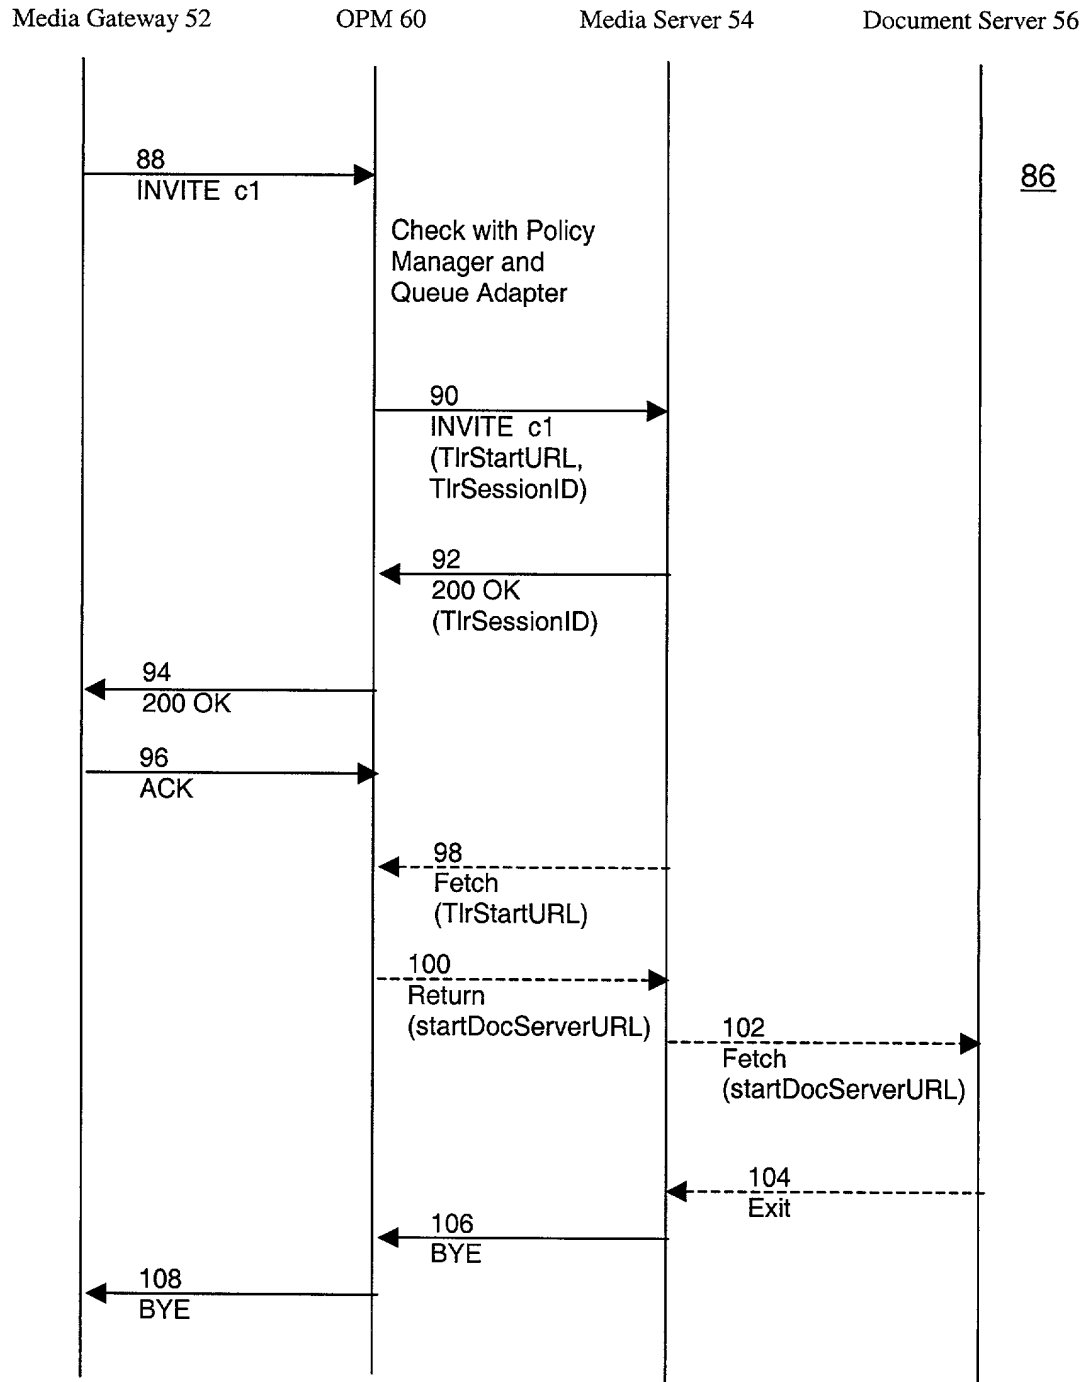 Media Gateway 52 OPM 60 Media Server 54 Document Server 56
88
INVITE c1
86
Check with Policy
Manager and
Queue Adapter
90
INVITE c1
(TlrStartURL,
TlrSessionID)
92
200 OK
(TlrSessionID)
94
200 OK
96
ACK
98
Fetch
(TlrStartURL)
100
Return
(startDocServerURL)
102
Fetch
(startDocServerURL)
104
Exit
106
BYE
108
BYE